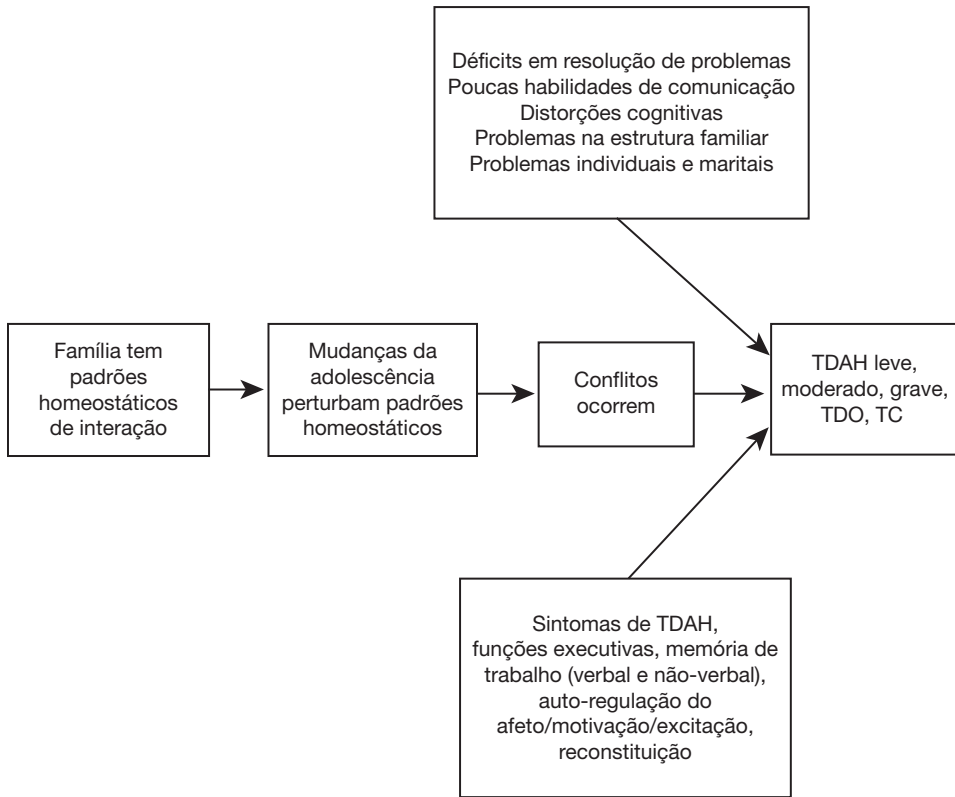 Déficits em resolução de problemas
Poucas habilidades de comunicação
Distorções cognitivas
Problemas na estrutura familiar
Problemas individuais e maritais
Família tem
padrões
homeostáticos
de interação
Mudanças da
adolescência
perturbam padrões
homeostáticos
Conflitos
ocorrem
TDAH leve,
moderado, grave,
TDO, TC
Sintomas de TDAH,
funções executivas, memória de
trabalho (verbal e não-verbal),
auto-regulação do
afeto/motivação/excitação,
reconstituição